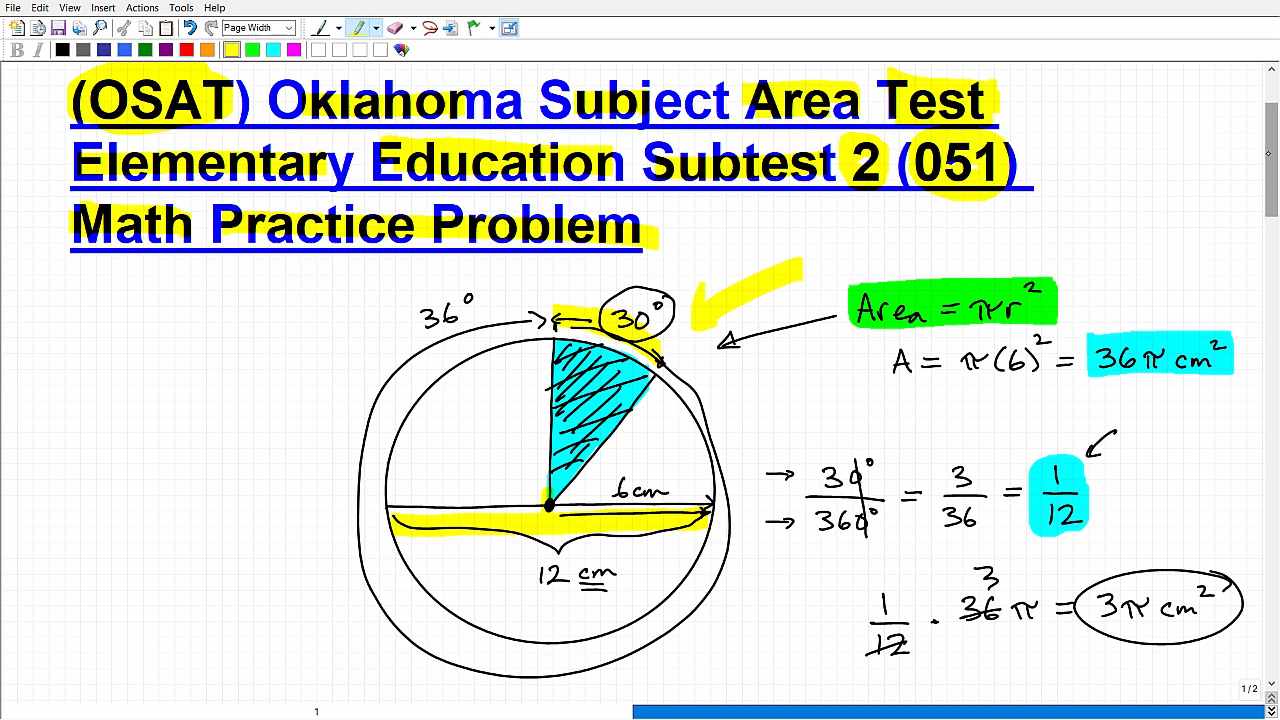 File Edit View Insert Actions Tools Help
Page Width
B I
(OSAT) Oklahoma Subject Area Test
Elementary Education Subtest 2 (051)
Math Practice Problem
36°
30°
Area = πr²
A = π(6)² = 36π cm²
6cm
→ 30°
→ 360°
= 3/36 = 1/12
12 cm
3
1/12 · 36π = 3π cm²
1/2
1